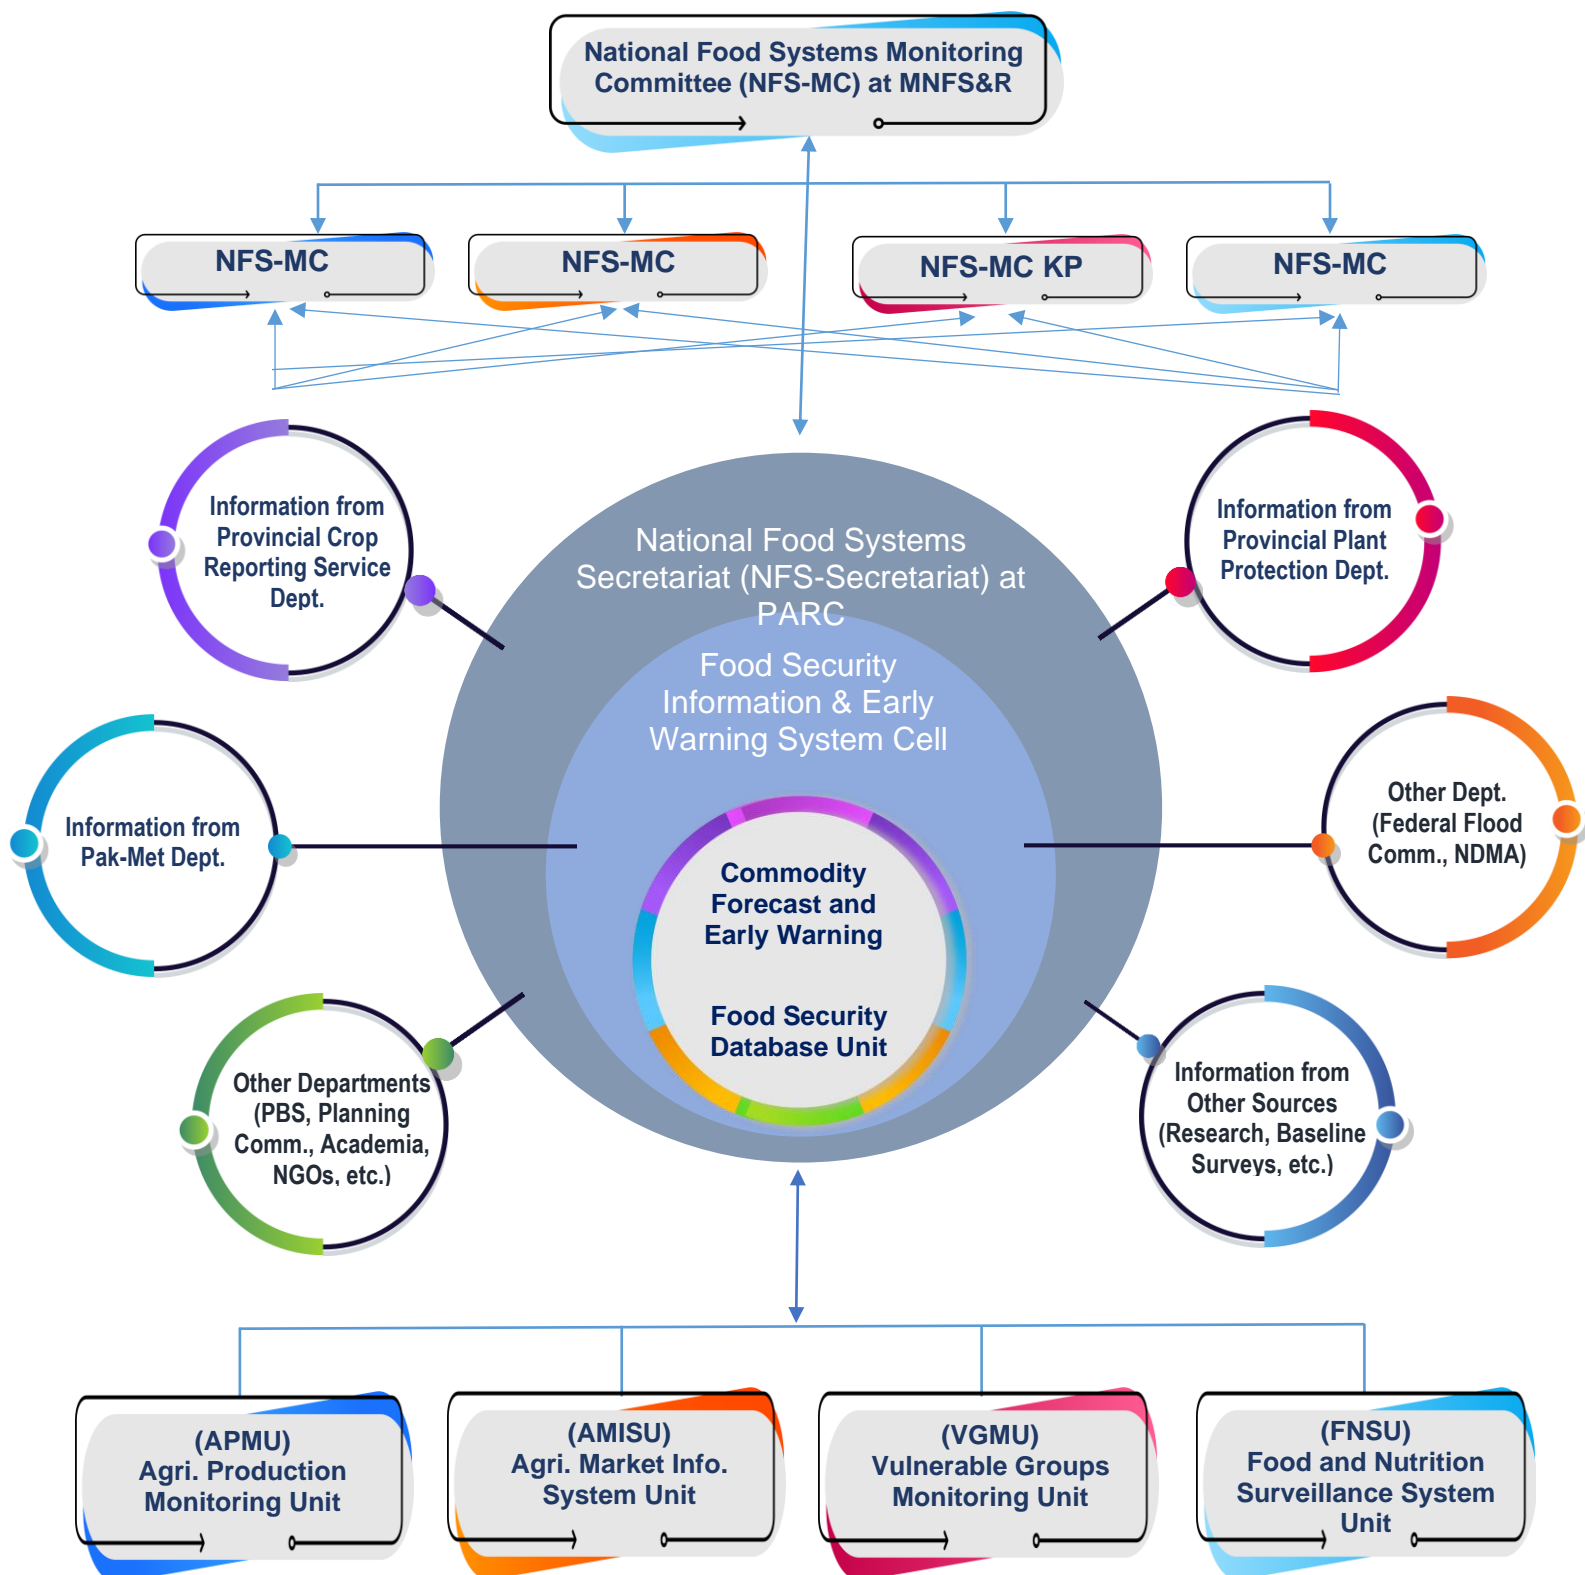 National Food Systems Monitoring
Committee (NFS-MC) at MNFS&R
NFS-MC
NFS-MC
NFS-MC KP
NFS-MC
Information from
Provincial Crop
Reporting Service
Dept.
Information from
Provincial Plant
Protection Dept.
National Food Systems
Secretariat (NFS-Secretariat) at
PARC
Food Security
Information & Early
Warning System Cell
Information from
Pak-Met Dept.
Other Dept.
(Federal Flood
Comm., NDMA)
Commodity
Forecast and
Early Warning
Food Security
Database Unit
Other Departments
(PBS, Planning
Comm., Academia,
NGOs, etc.)
Information from
Other Sources
(Research, Baseline
Surveys, etc.)
(APMU)
Agri. Production
Monitoring Unit
(AMISU)
Agri. Market Info.
System Unit
(VGMU)
Vulnerable Groups
Monitoring Unit
(FNSU)
Food and Nutrition
Surveillance System
Unit